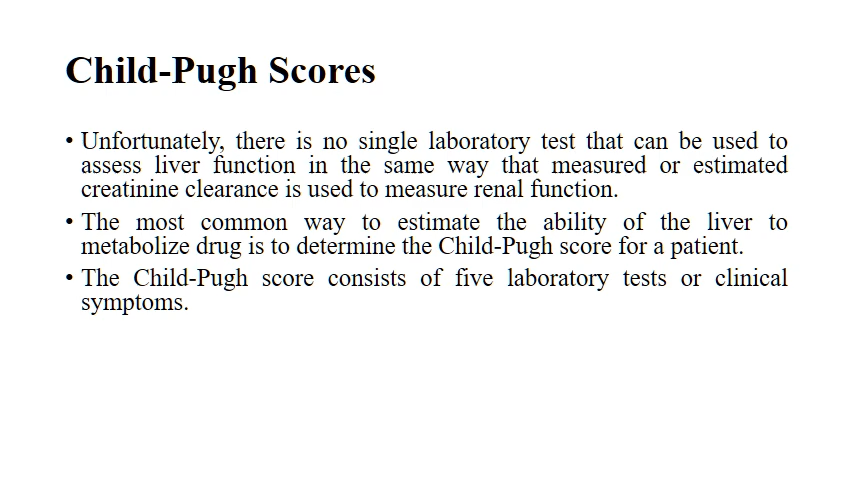 Child-Pugh Scores
• Unfortunately, there is no single laboratory test that can be used to
assess liver function in the same way that measured or estimated
creatinine clearance is used to measure renal function.
• The most common way to estimate the ability of the liver to
metabolize drug is to determine the Child-Pugh score for a patient.
• The Child-Pugh score consists of five laboratory tests or clinical
symptoms.